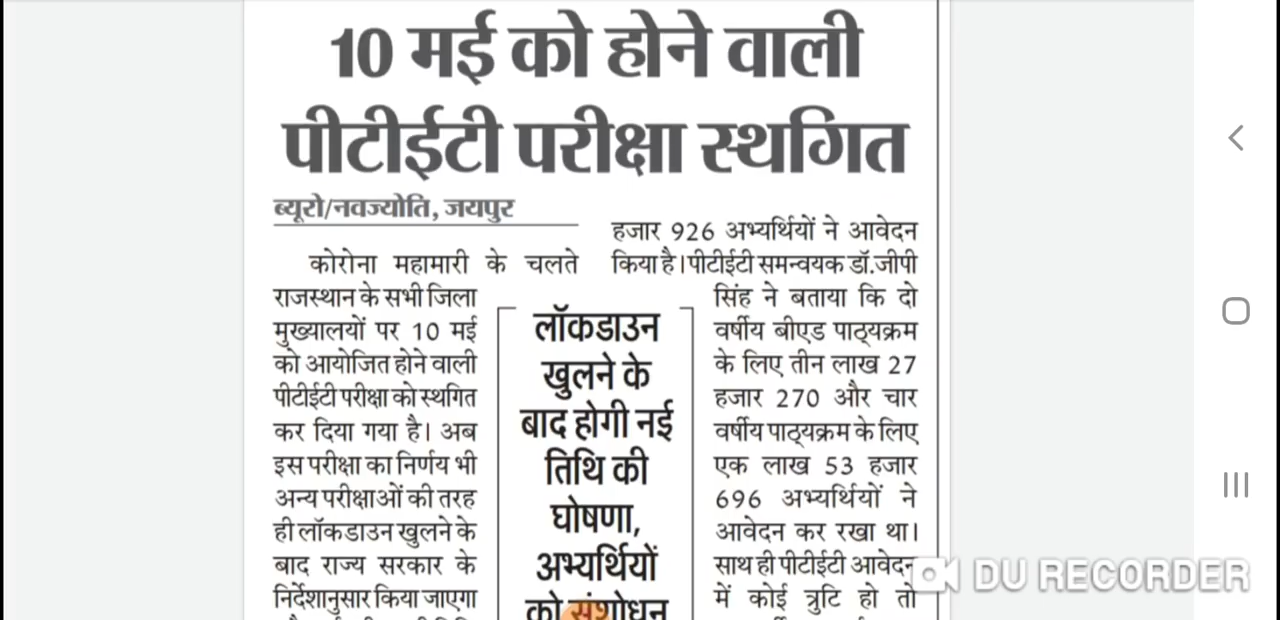 10 मई को होने वाली
पीटीईटी परीक्षा स्थगित
ब्यूरो/नवज्योति, जयपुर
कोरोना महामारी के चलते
राजस्थान के सभी जिला
मुख्यालयों पर 10 मई
को आयोजित होने वाली
पीटीईटी परीक्षा को स्थगित
कर दिया गया है। अब
इस परीक्षा का निर्णय भी
अन्य परीक्षाओं की तरह
ही लॉकडाउन खुलने के
बाद राज्य सरकार के
निर्देशानुसार किया जाएगा
लॉकडाउन
खुलने के
बाद होगी नई
तिथि की
घोषणा,
अभ्यर्थियों
को संशोधन
हजार 926 अभ्यर्थियों ने आवेदन
किया है। पीटीईटी समन्वयक डॉ.जीपी
सिंह ने बताया कि दो
वर्षीय बीएड पाठ्यक्रम
के लिए तीन लाख 27
हजार 270 और चार
वर्षीय पाठ्यक्रम के लिए
एक लाख 53 हजार
696 अभ्यर्थियों ने
आवेदन कर रखा था।
साथ ही पीटीईटी आवेदन
में कोई त्रुटि हो तो
DU RECORDER